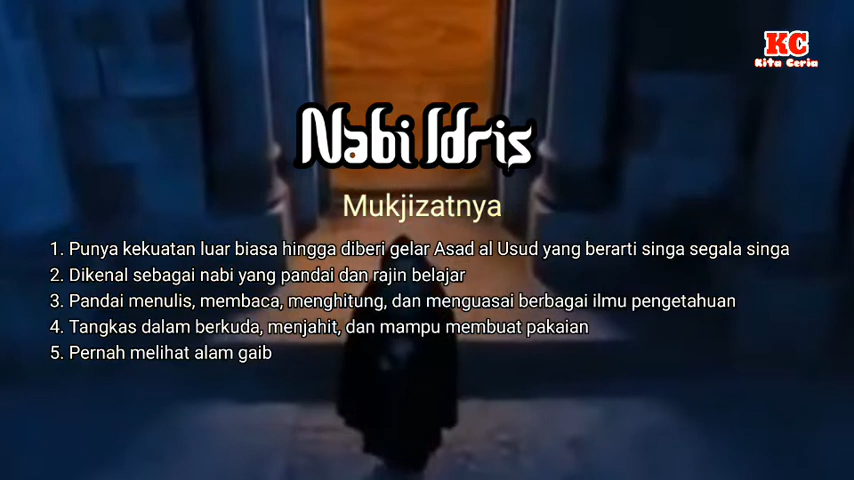 KC
Kita Ceria
Nabi Idris
Mukjizatnya
1. Punya kekuatan luar biasa hingga diberi gelar Asad al Usud yang berarti singa segala singa
2. Dikenal sebagai nabi yang pandai dan rajin belajar
3. Pandai menulis, membaca, menghitung, dan menguasai berbagai ilmu pengetahuan
4. Tangkas dalam berkuda, menjahit, dan mampu membuat pakaian
5. Pernah melihat alam gaib